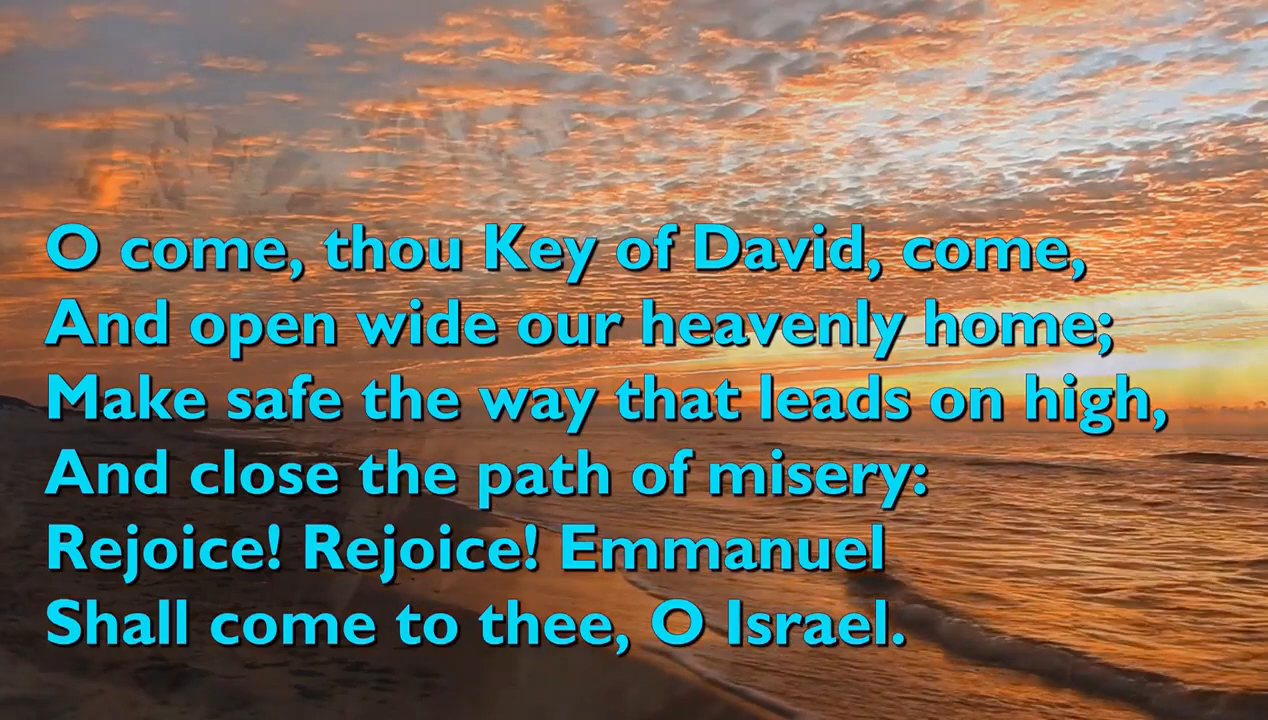 O come, thou Key of David, come,
And open wide our heavenly home;
Make safe the way that leads on high,
And close the path of misery:
Rejoice! Rejoice! Emmanuel
Shall come to thee, O Israel.